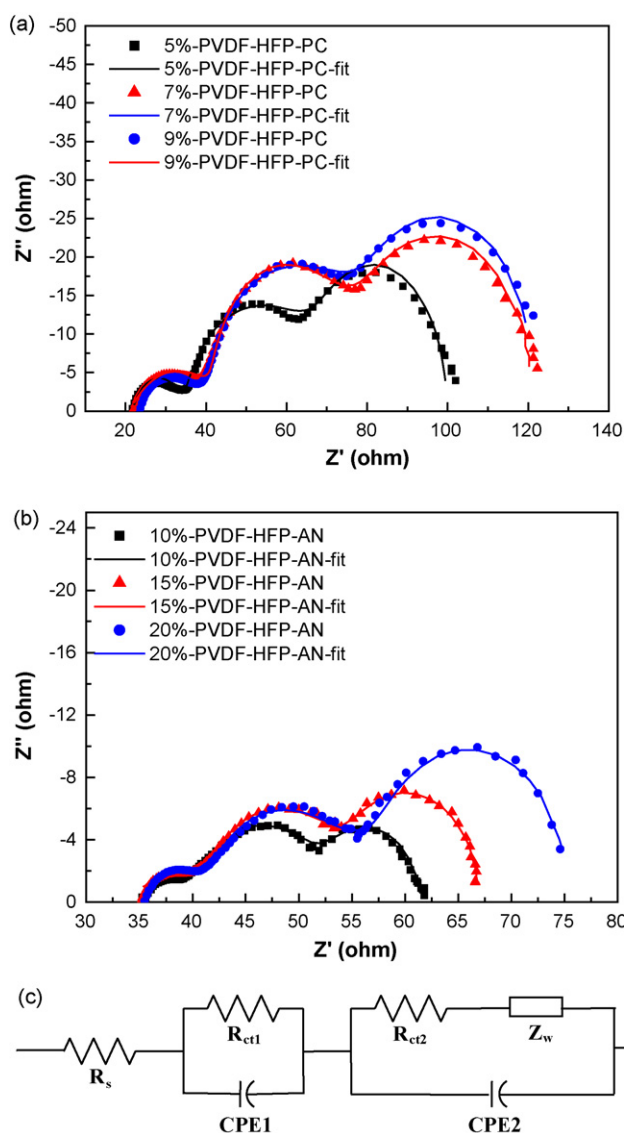 (a)
-50
-45
-40
-35
-30
-25
-20
-15
-10
-5
0
Z'' (ohm)
5%-PVDF-HFP-PC
5%-PVDF-HFP-PC-fit
7%-PVDF-HFP-PC
7%-PVDF-HFP-PC-fit
9%-PVDF-HFP-PC
9%-PVDF-HFP-PC-fit
20 40 60 80 100 120 140
Z' (ohm)
(b)
-24
-20
-16
-12
-8
-4
0
Z'' (ohm)
10%-PVDF-HFP-AN
10%-PVDF-HFP-AN-fit
15%-PVDF-HFP-AN
15%-PVDF-HFP-AN-fit
20%-PVDF-HFP-AN
20%-PVDF-HFP-AN-fit
30 35 40 45 50 55 60 65 70 75 80
Z' (ohm)
(c)
Rct1 Rct2 Zw
Rs
CPE1 CPE2